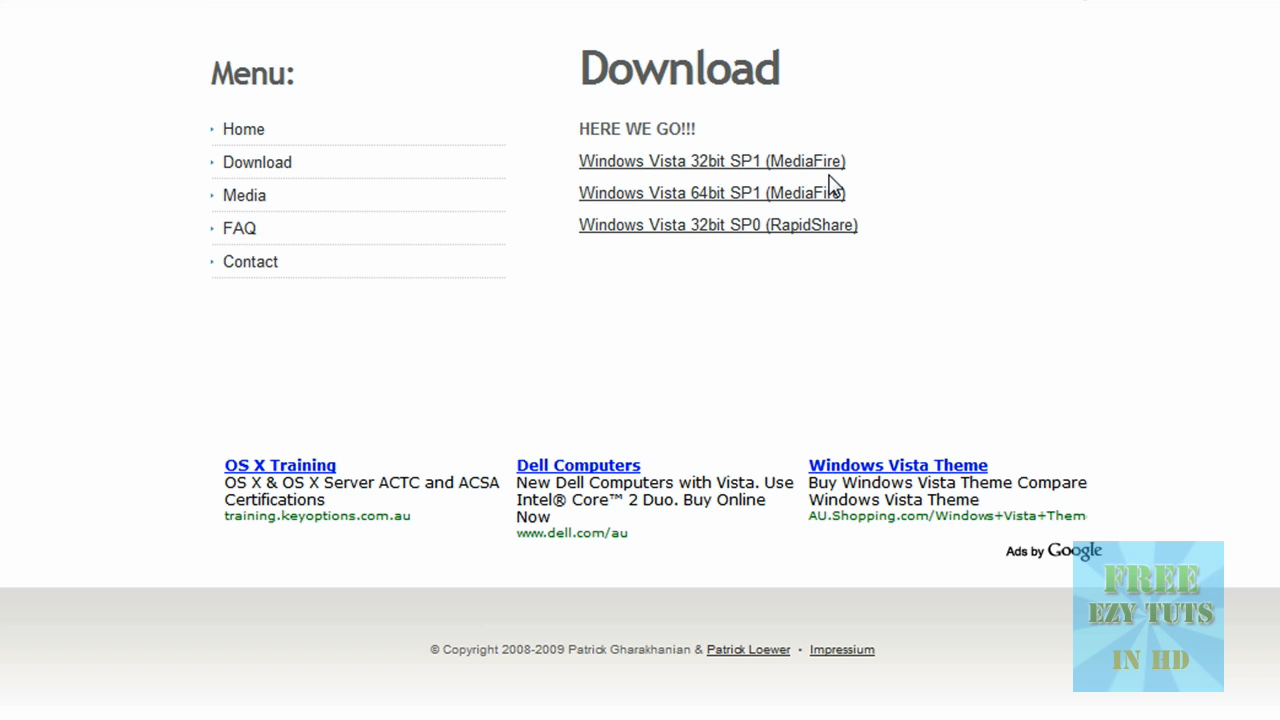 Menu:
Home
Download
Media
FAQ
Contact
Download
HERE WE GO!!!
Windows Vista 32bit SP1 (MediaFire)
Windows Vista 64bit SP1 (MediaFire)
Windows Vista 32bit SP0 (RapidShare)
OS X Training
OS X & OS X Server ACTC and ACSA
Certifications
training.keyoptions.com.au
Dell Computers
New Dell Computers with Vista. Use
Intel® Core™ 2 Duo. Buy Online
Now
www.dell.com/au
Windows Vista Theme
Buy Windows Vista Theme Compare
Windows Vista Theme
AU.Shopping.com/Windows+Vista+Them
Ads by Google
FREE
EZY TUTS
IN HD
© Copyright 2008-2009 Patrick Gharakhanian & Patrick Loewer • Impressium